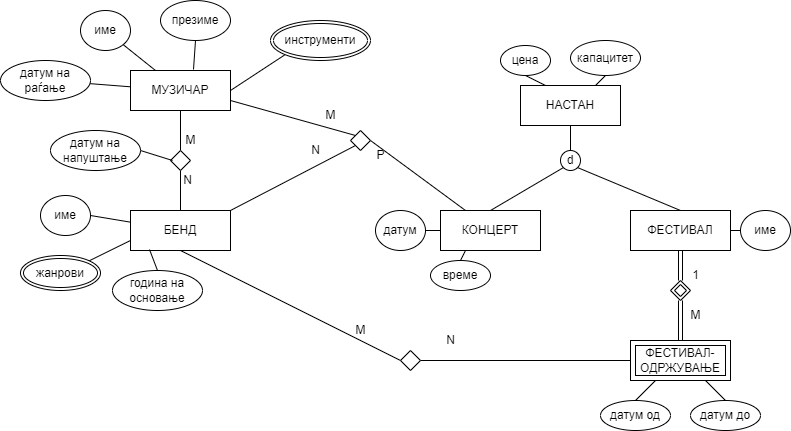 презиме
име
инструменти
датум на
раѓање
МУЗИЧАР
цена
капацитет
НАСТАН
M
P
N
M
датум на
напуштање
N
d
име
БЕНД
жанрови
година на
основање
датум
КОНЦЕРТ
време
ФЕСТИВАЛ
име
1
M
M
N
ФЕСТИВАЛ-
ОДРЖУВАЊЕ
датум од
датум до